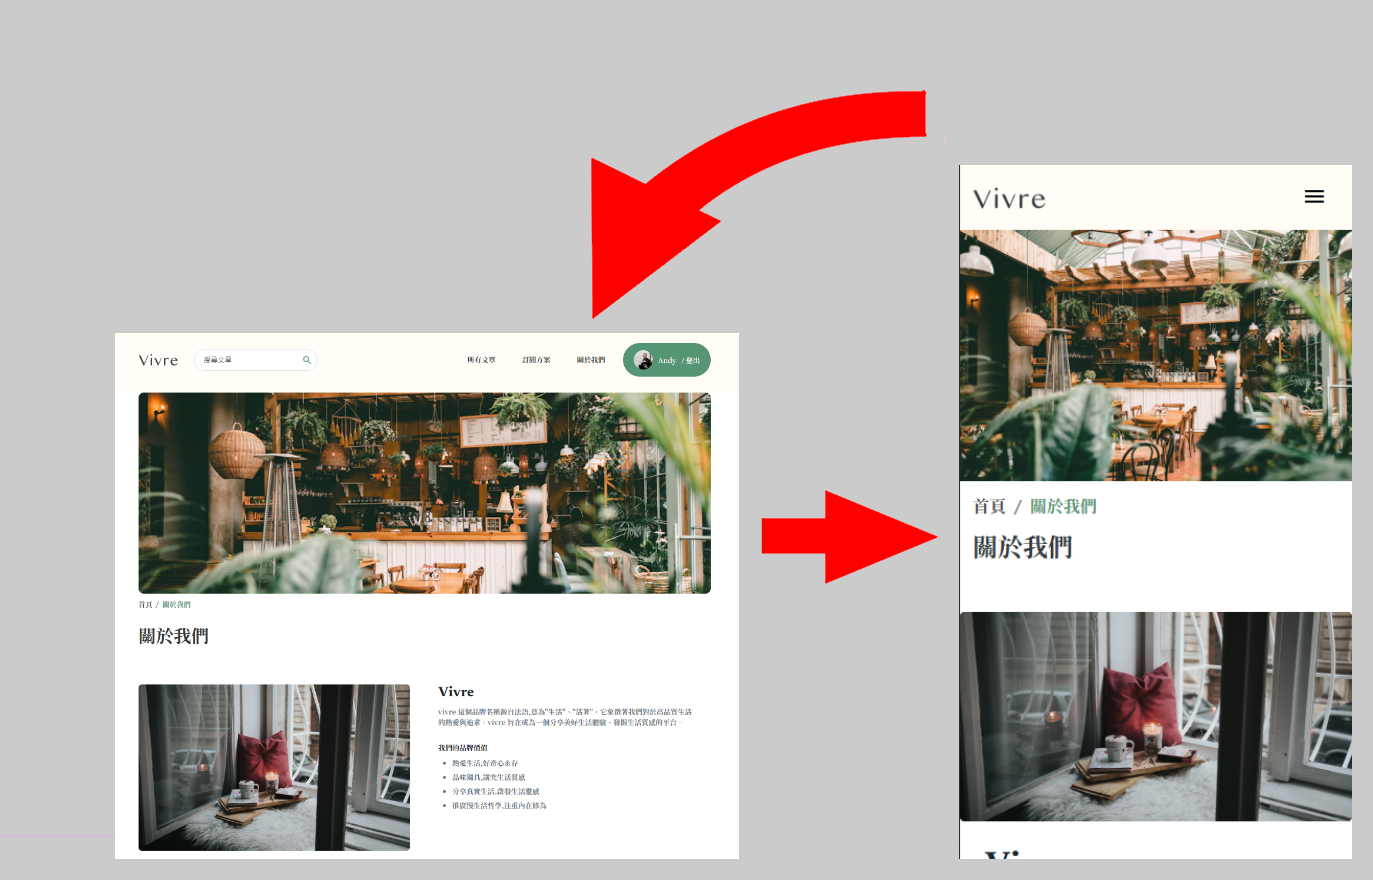 Vivre
搜尋文章
所有文章
訂閱方案
關於我們
Andy / 登出
首頁 / 關於我們
關於我們
Vivre
vivre 這個品牌名稱源自法語,意為"生活"、"活著"。它象徵著我們對於高品質生活
的熱愛與追求。vivre 旨在成為一個分享美好生活體驗、發掘生活質感的平台。
我們的品牌價值
熱愛生活,好奇心永存
品味獨具,講究生活質感
分享真實生活,啟發生活靈感
推廣慢生活哲學,注重內在修為
Vivre
首頁 / 關於我們
關於我們